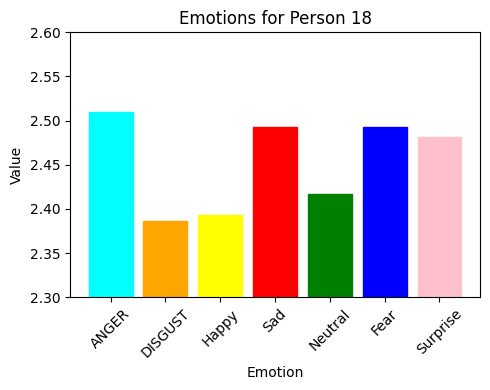 Emotions for Person 18
Value
2.60
2.55
2.50
2.45
2.40
2.35
2.30
ANGER
DISGUST
Happy
Sad
Neutral
Fear
Surprise
Emotion